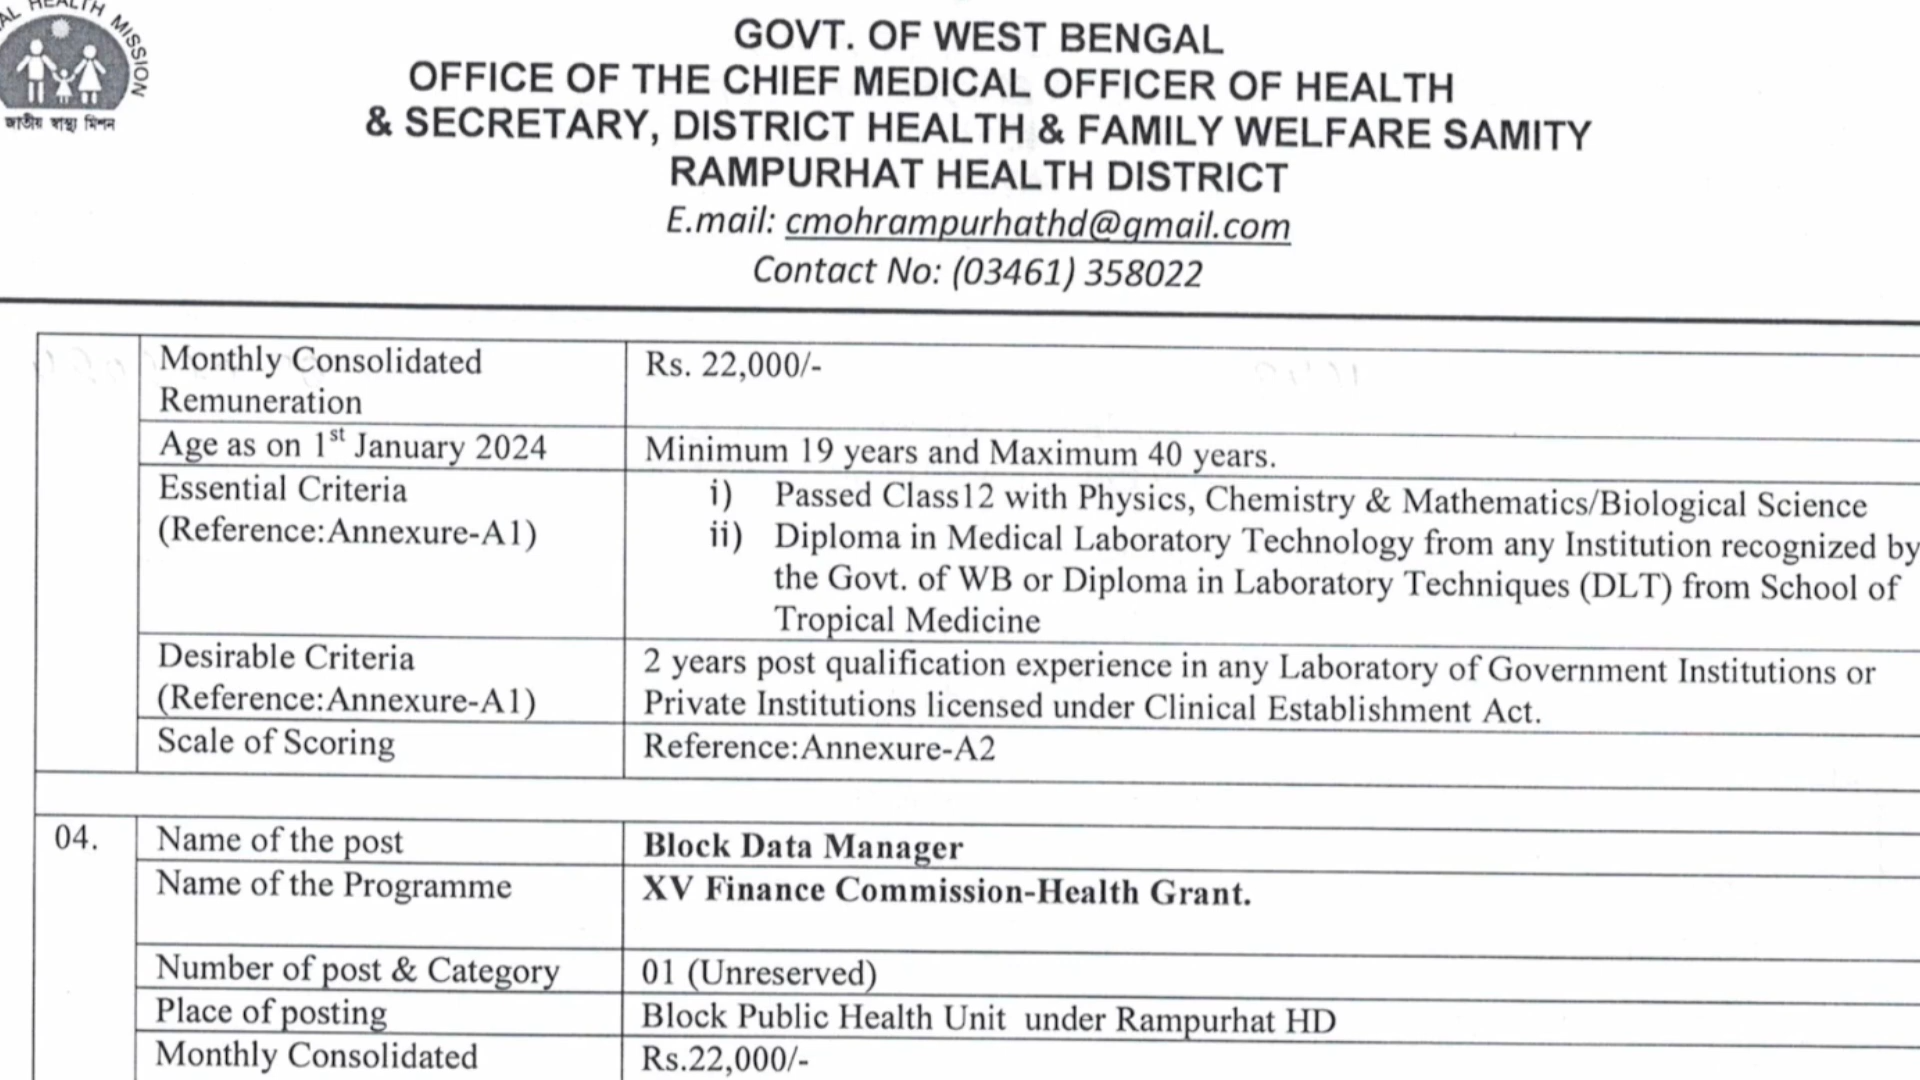 HEALTH MISSION
জাতীয় স্বাস্থ্য মিশন
GOVT. OF WEST BENGAL
OFFICE OF THE CHIEF MEDICAL OFFICER OF HEALTH
& SECRETARY, DISTRICT HEALTH & FAMILY WELFARE SAMITY
RAMPURHAT HEALTH DISTRICT
E.mail: cmohrampurhathd@gmail.com
Contact No: (03461) 358022
Monthly Consolidated
Remuneration
Rs. 22,000/-
Age as on 1st January 2024
Minimum 19 years and Maximum 40 years.
Essential Criteria
(Reference:Annexure-A1)
i) Passed Class12 with Physics, Chemistry & Mathematics/Biological Science
ii) Diploma in Medical Laboratory Technology from any Institution recognized by
the Govt. of WB or Diploma in Laboratory Techniques (DLT) from School of
Tropical Medicine
Desirable Criteria
(Reference:Annexure-A1)
2 years post qualification experience in any Laboratory of Government Institutions or
Private Institutions licensed under Clinical Establishment Act.
Scale of Scoring
Reference:Annexure-A2
04.
Name of the post
Block Data Manager
Name of the Programme
XV Finance Commission-Health Grant.
Number of post & Category
01 (Unreserved)
Place of posting
Block Public Health Unit under Rampurhat HD
Monthly Consolidated
Rs.22,000/-